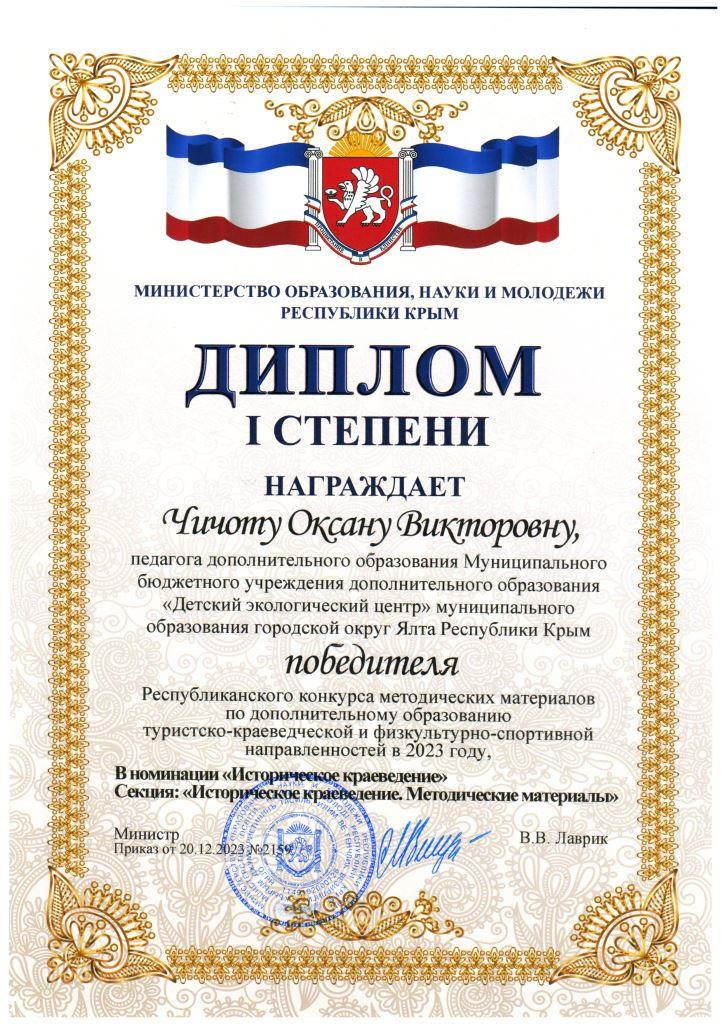 ПРОЦВЕТАНИЕ В ЕДИНСТВЕ
МИНИСТЕРСТВО ОБРАЗОВАНИЯ, НАУКИ И МОЛОДЕЖИ
РЕСПУБЛИКИ КРЫМ
ДИПЛОМ
I СТЕПЕНИ
НАГРАЖДАЕТ
Чичоту Оксану Викторовну,
педагога дополнительного образования Муниципального
бюджетного учреждения дополнительного образования
«Детский экологический центр» муниципального
образования городской округ Ялта Республики Крым
победителя
Республиканского конкурса методических материалов
по дополнительному образованию
туристско-краеведческой и физкультурно-спортивной
направленностей в 2023 году,
В номинации «Историческое краеведение»
Секция: «Историческое краеведение. Методические материалы»
Министр
Приказ от 20.12.2023 №2159
В.В. Лаврик